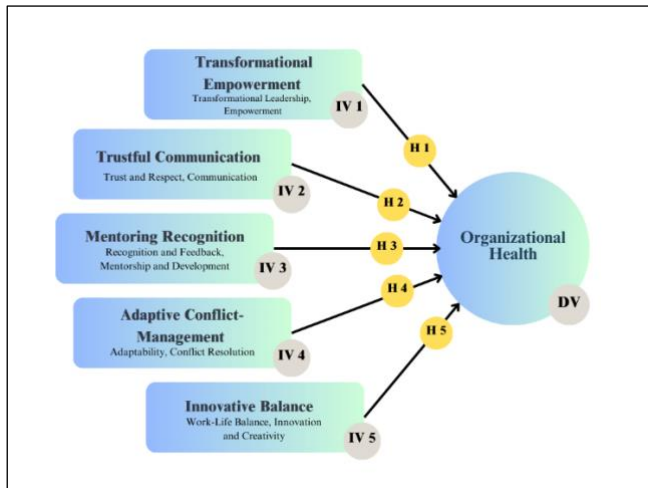 Transformational
Empowerment
Transformational Leadership,
Empowerment
IV 1
H 1
Trustful Communication
Trust and Respect, Communication
IV 2
H 2
Mentoring Recognition
Recognition and Feedback,
Mentorship and Development
IV 3
H 3
Organizational
Health
DV
Adaptive Conflict-
Management
Adaptability, Conflict Resolution
IV 4
H 4
Innovative Balance
Work-Life Balance, Innovation
and Creativity
IV 5
H 5